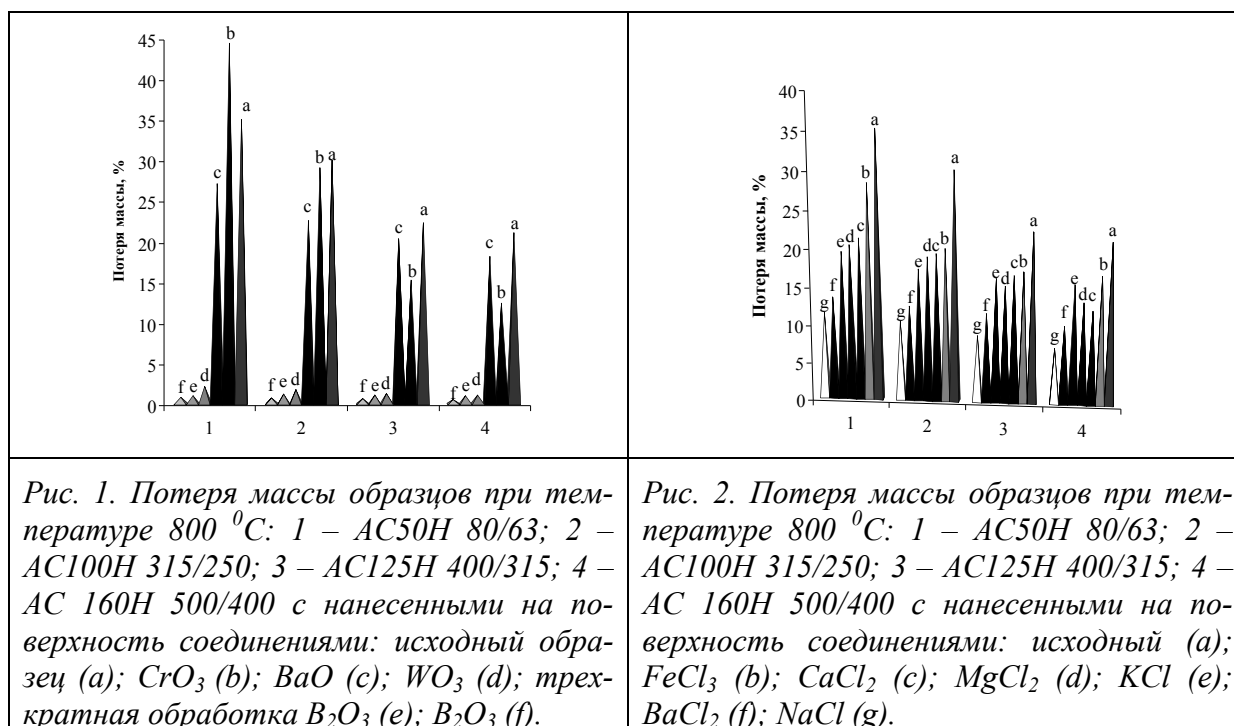 45
40
35
30
25
20
15
10
5
0
Потеря массы, %
f e d c b a
f e d c b a
f e d c b a
f e d c b a
1 2 3 4
40
35
30
25
20
15
10
5
0
Потеря массы, %
g f e d c b a
g f e d c b a
g f e d c b a
g f e d c b a
1 2 3 4
Рис. 1. Потеря массы образцов при тем-
пературе 800 ⁰С: 1 – АС50Н 80/63; 2 –
АС100Н 315/250; 3 – АС125Н 400/315; 4 –
АС 160Н 500/400 с нанесенными на по-
верхность соединениями: исходный обра-
зец (a); CrO₃ (b); BaO (c); WO₃ (d); трех-
кратная обработка B₂O₃ (e); B₂O₃ (f).
Рис. 2. Потеря массы образцов при тем-
пературе 800 ⁰С: 1 – АС50Н 80/63; 2 –
АС100Н 315/250; 3 – АС125Н 400/315; 4 –
АС 160Н 500/400 с нанесенными на по-
верхность соединениями: исходный (a);
FeCl₃ (b); CaCl₂ (c); MgCl₂ (d); KCl (e);
BaCl₂ (f); NaCl (g).